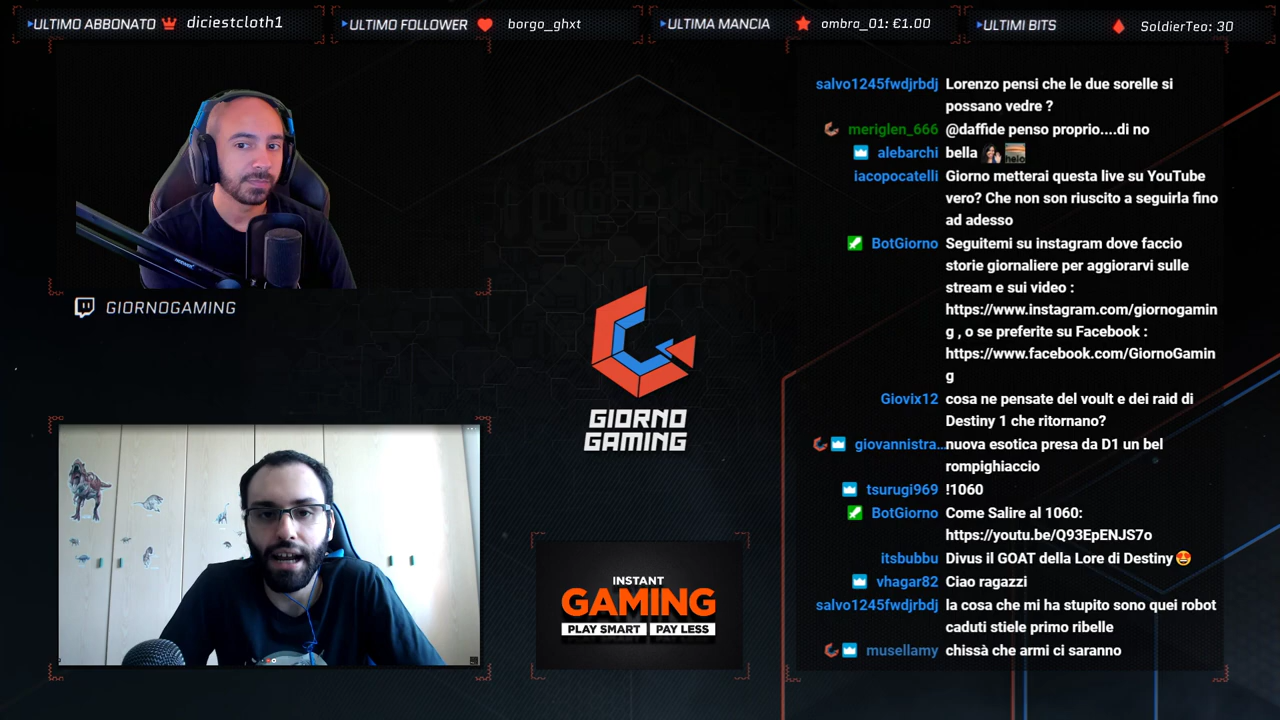 ULTIMO ABBONATO diciestcloth1
ULTIMO FOLLOWER borgo_ghxt
ULTIMA MANCIA ombra_01: €1.00
ULTIMI BITS SoldierTea: 30
GIORNOGAMING
GIORNO
GAMING
INSTANT
GAMING
PLAY SMART PAY LESS
salvo1245fwdjrbdj Lorenzo pensi che le due sorelle si
possano vedre ?
meriglen_666 @daffide penso proprio....di no
alebarchi bella
iacopocatelli Giorno metterai questa live su YouTube
vero? Che non son riuscito a seguirla fino
ad adesso
BotGiorno Seguitemi su instagram dove faccio
storie giornaliere per aggiorarvi sulle
stream e sui video :
https://www.instagram.com/giornogamin
g , o se preferite su Facebook :
https://www.facebook.com/GiornoGamin
g
Giovix12 cosa ne pensate del voult e dei raid di
Destiny 1 che ritornano?
giovannistra... nuova esotica presa da D1 un bel
rompighiaccio
tsurugi969 !1060
BotGiorno Come Salire al 1060:
https://youtu.be/Q93EpENJS7o
itsbubbu Divus il GOAT della Lore di Destiny
vhagar82 Ciao ragazzi
salvo1245fwdjrbdj la cosa che mi ha stupito sono quei robot
caduti stiele primo ribelle
musellamy chissà che armi ci saranno